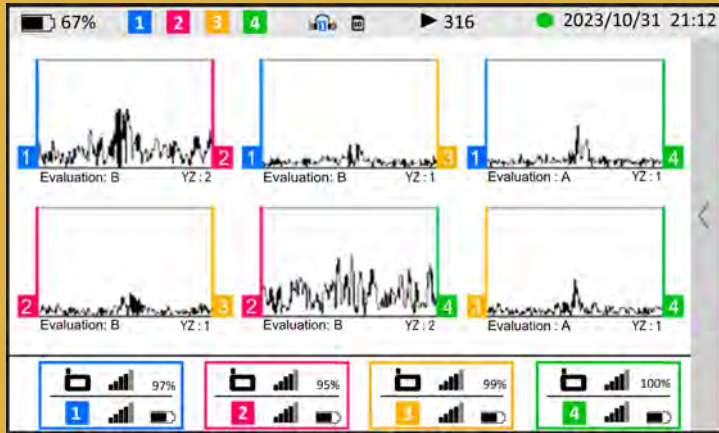 67% 1 2 3 4 316 2023/10/31 21:12
1 2 1 3 1 4
Evaluation: B YZ : 2 Evaluation: B YZ : 1 Evaluation : A YZ : 1
2 3 2 4 3 4
Evaluation: B YZ : 1 Evaluation: B YZ : 2 Evaluation : A YZ : 1
97% 95% 99% 100%
1 2 3 4